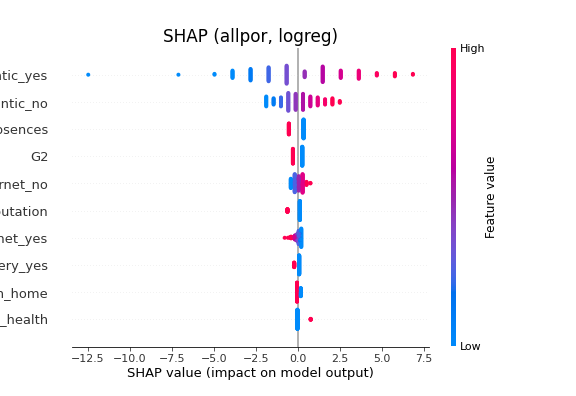 SHAP (allpor, logreg)
ntic_yes
ntic_no
osences
G2
rnet_no
outation
net_yes
ery_yes
n_home
_health
−12.5 −10.0 −7.5 −5.0 −2.5 0.0 2.5 5.0 7.5
SHAP value (impact on model output)
High
Feature value
Low